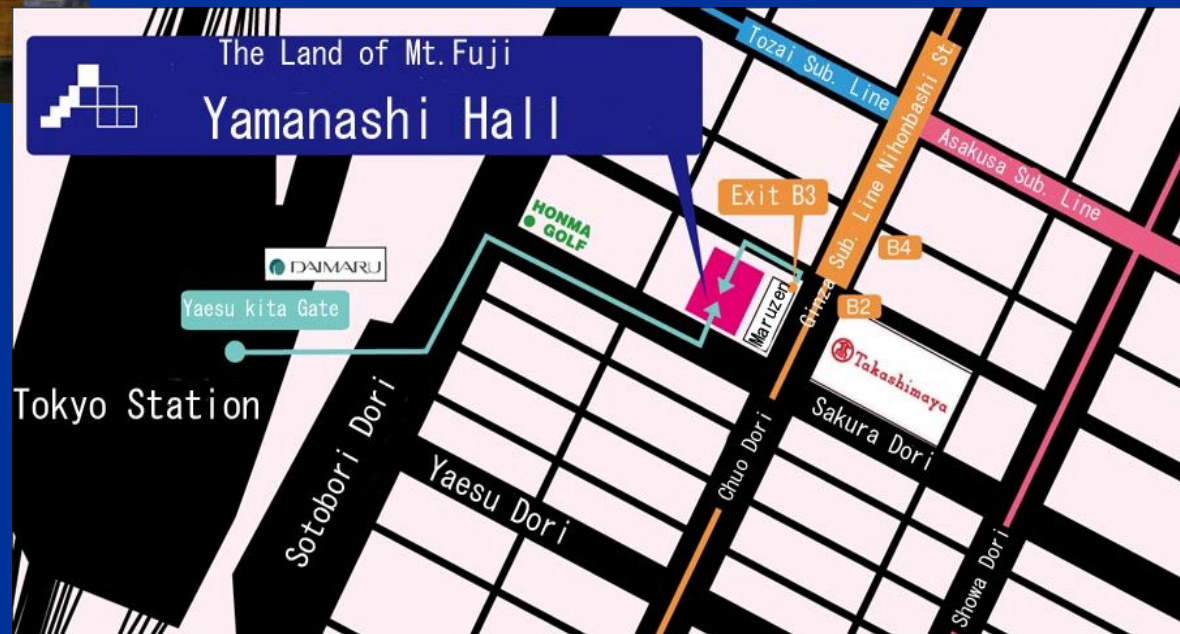 The Land of Mt.Fuji
Yamanashi Hall
Tozai Sub. Line
Ginza Sub. Line Nihonbashi St
Asakusa Sub. Line
Exit B3
HONMA
GOLF
B4
DAIMARU
Yaesu kita Gate
Maruzen
B2
Takashimaya
Tokyo Station
Sakura Dori
Sotobori Dori
Yaesu Dori
Chuo Dori
Showa Dori